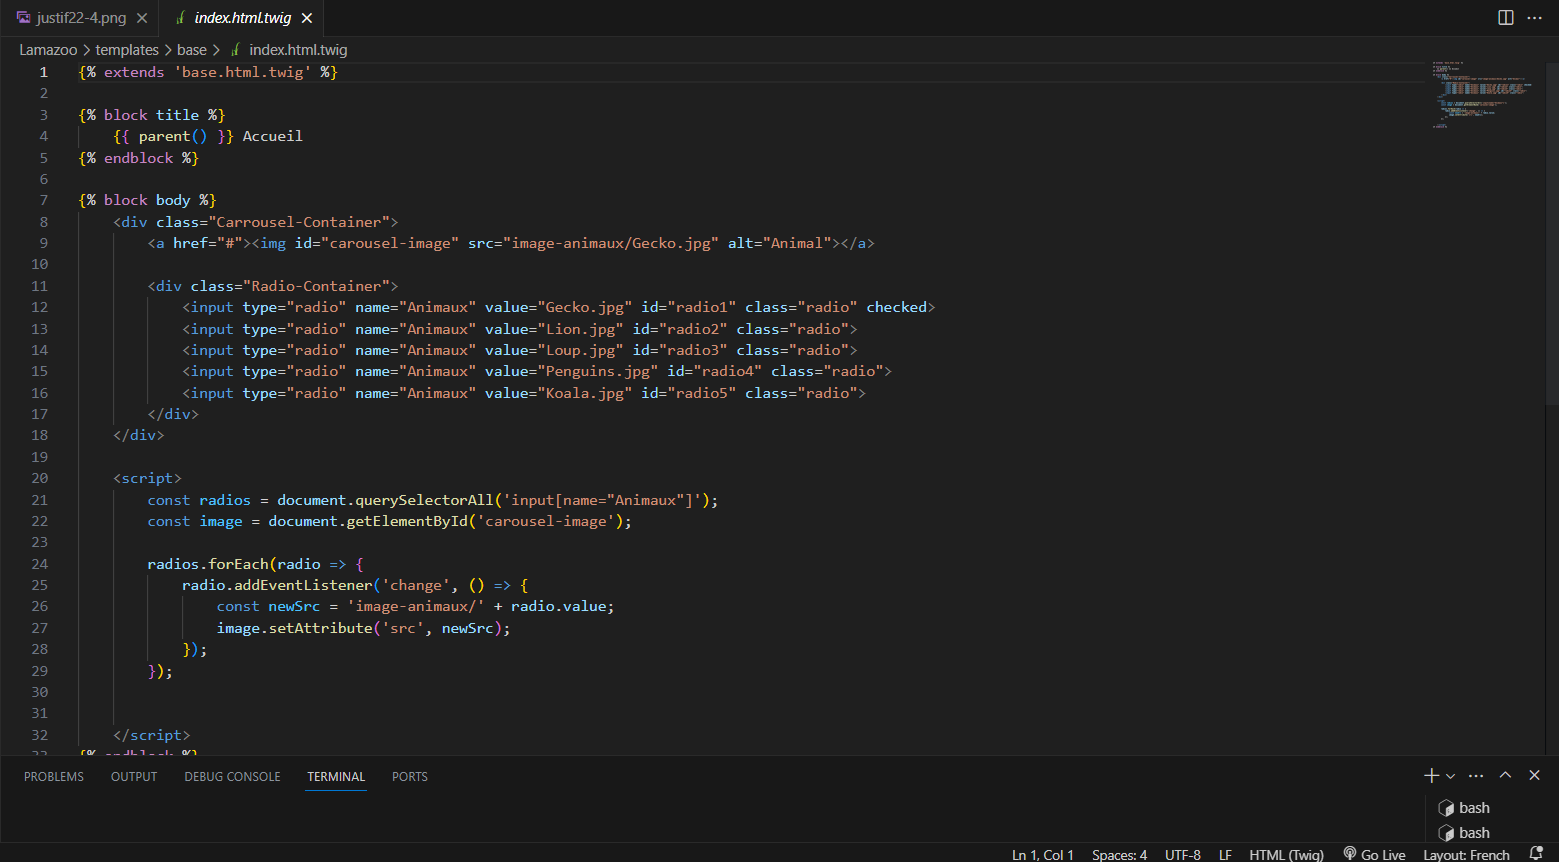 justif22-4.png
index.html.twig
Lamazoo > templates > base > index.html.twig
1 {% extends 'base.html.twig' %}
2
3 {% block title %}
4 {{ parent() }} Accueil
5 {% endblock %}
6
7 {% block body %}
8 <div class="Carrousel-Container">
9 <a href="#"><img id="carousel-image" src="image-animaux/Gecko.jpg" alt="Animal"></a>
10
11 <div class="Radio-Container">
12 <input type="radio" name="Animaux" value="Gecko.jpg" id="radio1" class="radio" checked>
13 <input type="radio" name="Animaux" value="Lion.jpg" id="radio2" class="radio">
14 <input type="radio" name="Animaux" value="Loup.jpg" id="radio3" class="radio">
15 <input type="radio" name="Animaux" value="Penguins.jpg" id="radio4" class="radio">
16 <input type="radio" name="Animaux" value="Koala.jpg" id="radio5" class="radio">
17 </div>
18 </div>
19
20 <script>
21 const radios = document.querySelectorAll('input[name="Animaux"]');
22 const image = document.getElementById('carousel-image');
23
24 radios.forEach(radio => {
25 radio.addEventListener('change', () => {
26 const newSrc = 'image-animaux/' + radio.value;
27 image.setAttribute('src', newSrc);
28 });
29 });
30
31
32 </script>
33 {% endblock %}
PROBLEMS OUTPUT DEBUG CONSOLE TERMINAL PORTS
bash
bash
Ln 1, Col 1 Spaces: 4 UTF-8 LF HTML (Twig) Go Live Layout: French